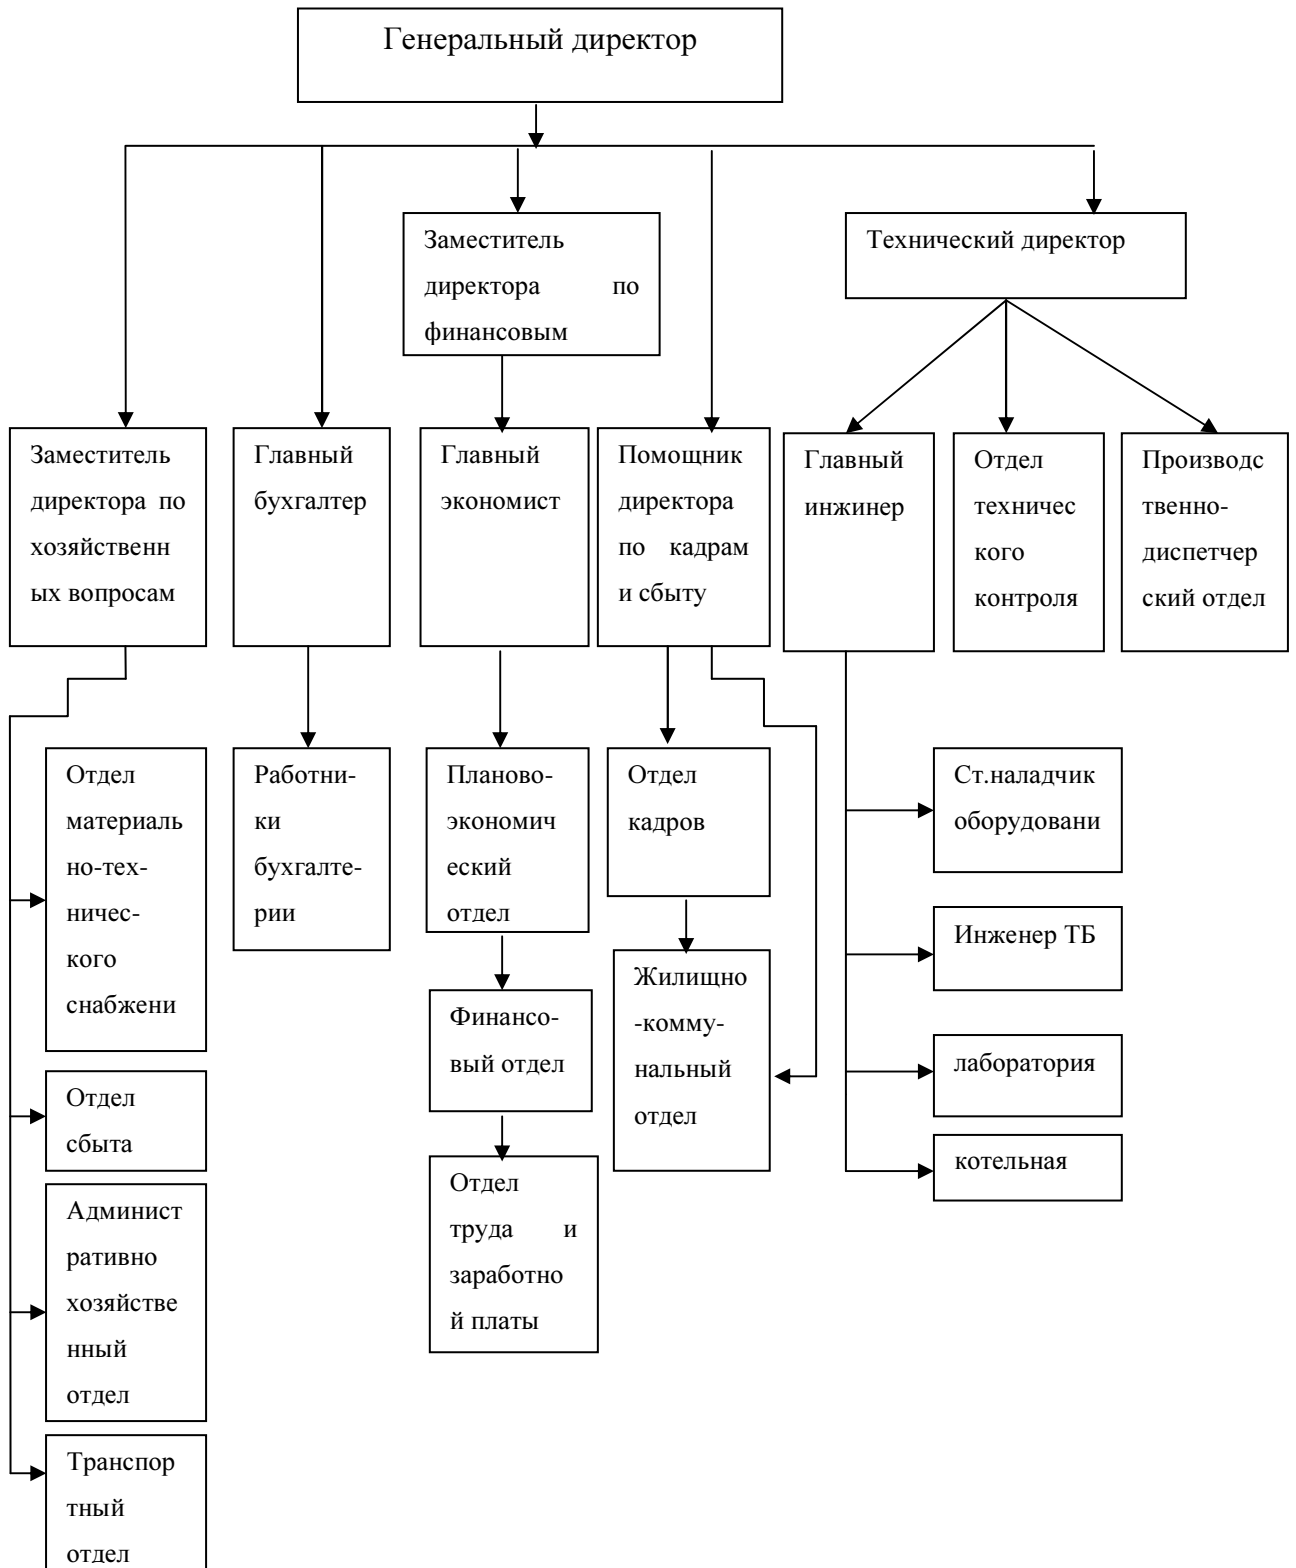 Генеральный директор
Заместитель
директора по
финансовым
Технический директор
Заместитель
директора по
хозяйственн
ых вопросам
Главный
бухгалтер
Главный
экономист
Помощник
директора
по кадрам
и сбыту
Главный
инжинер
Отдел
техничес
кого
контроля
Производс
твенно-
диспетчер
ский отдел
Отдел
материаль
но-тех-
ничес-
кого
снабжени
Работни-
ки
бухгалте-
рии
Планово-
экономич
еский
отдел
Отдел
кадров
Ст.наладчик
оборудовани
Инженер ТБ
Жилищно
-комму-
нальный
отдел
Финансо-
вый отдел
лаборатория
Отдел
сбыта
котельная
Отдел
труда и
заработно
й платы
Админист
ративно
хозяйстве
нный
отдел
Транспор
тный
отдел